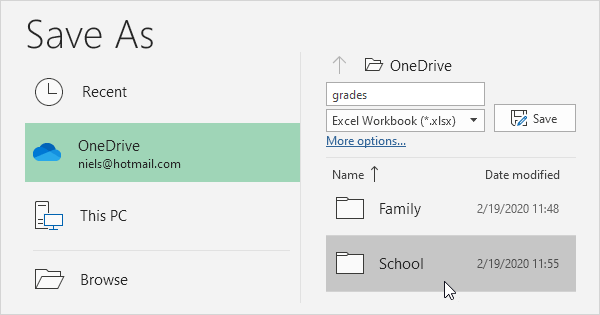 Save As
Recent
OneDrive
niels@hotmail.com
This PC
Browse
OneDrive
grades
Excel Workbook (*.xlsx)
Save
More options...
Name Date modified
Family 2/19/2020 11:48
School 2/19/2020 11:55